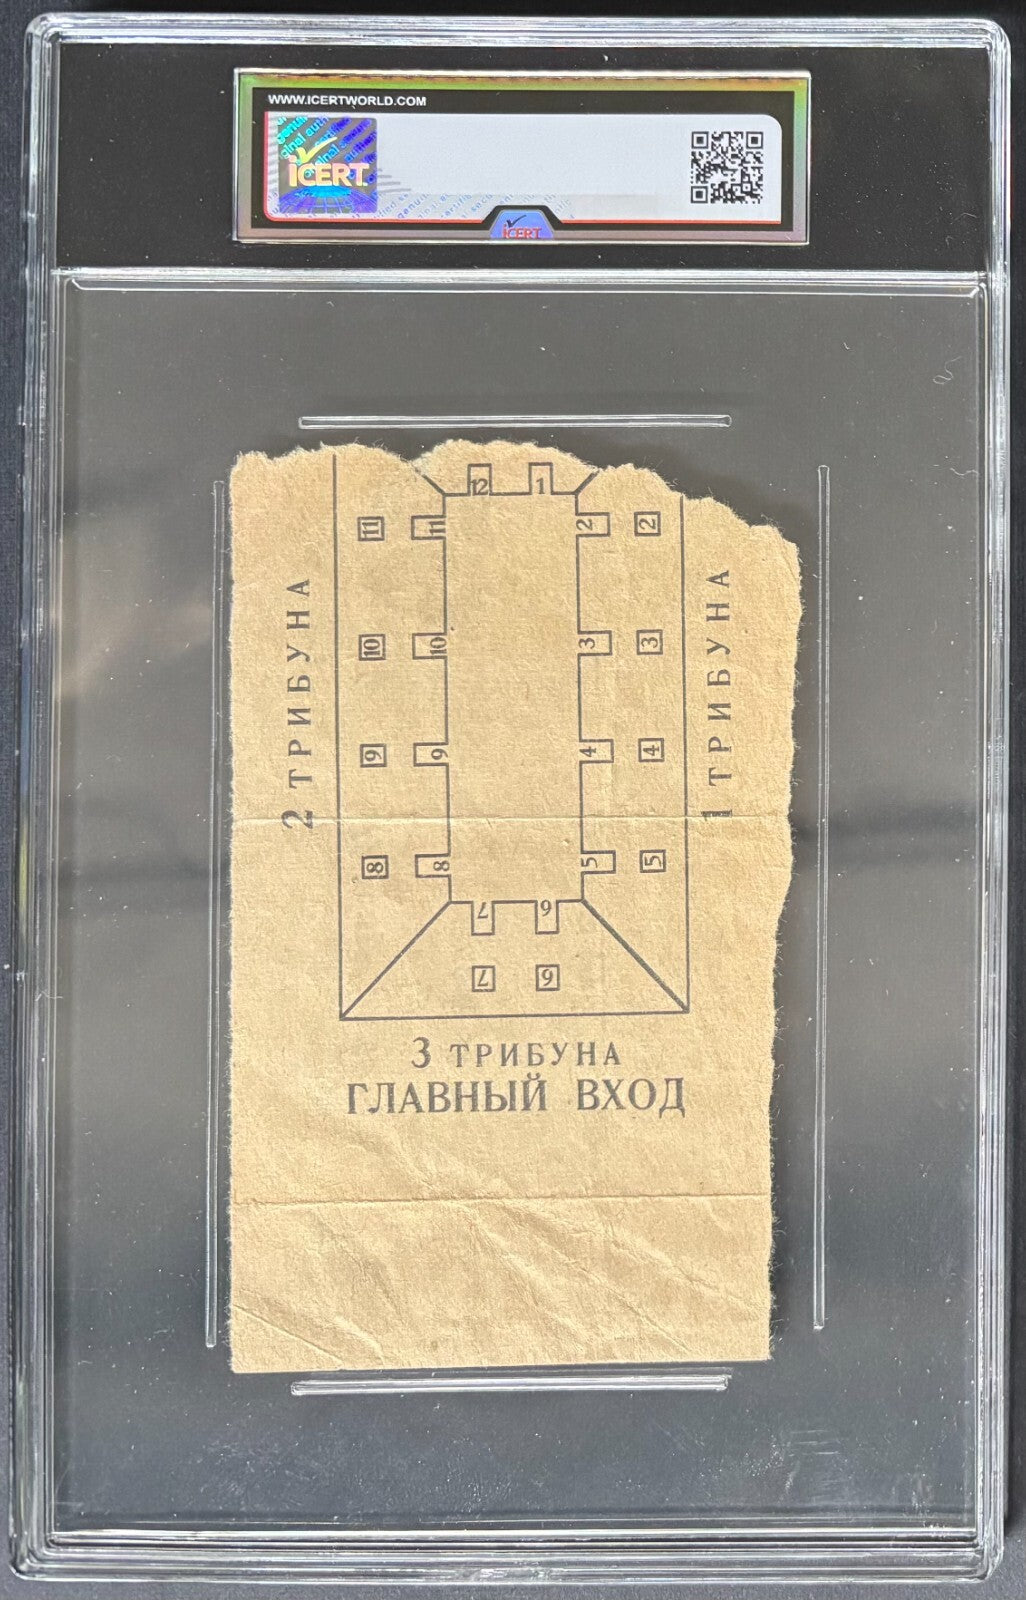 WWW.ICERTWORLD.COM
iCERT
iCERT
12 1
11 11 2 2
10 10 3 3
9 9 4 4
8 8 5 5
7 6
7 6
2 ТРИБУНА
1 ТРИБУНА
3 ТРИБУНА
ГЛАВНЫЙ ВХОД